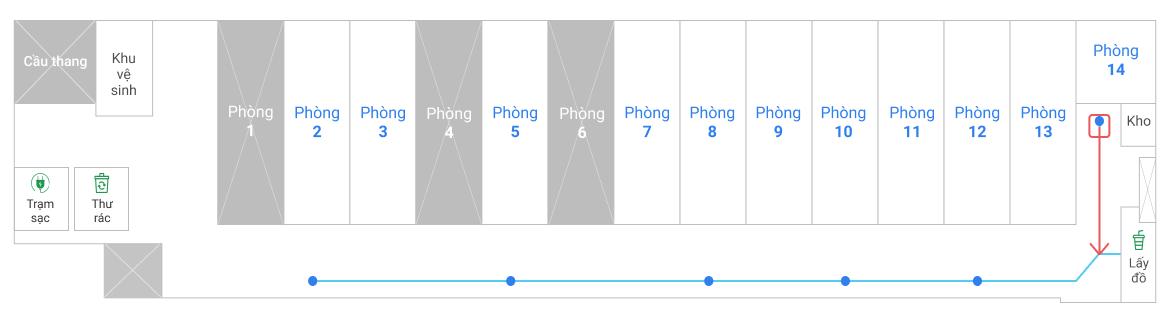 Cầu thang
Khu
vệ
sinh
Phòng
1
Phòng
2
Phòng
3
Phòng
4
Phòng
5
Phòng
6
Phòng
7
Phòng
8
Phòng
9
Phòng
10
Phòng
11
Phòng
12
Phòng
13
Phòng
14
Kho
Trạm
sạc
Thư
rác
Lấy
đồ